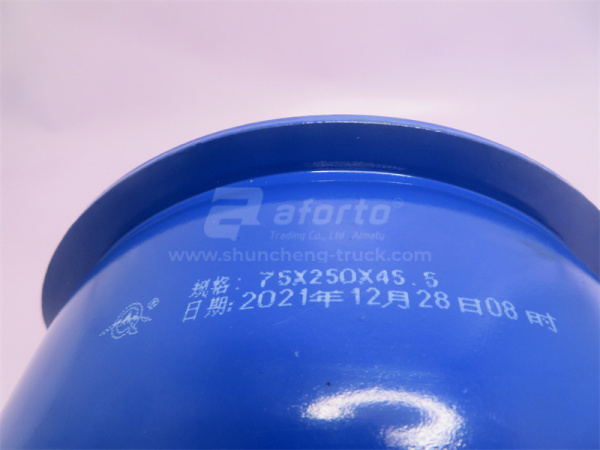 aforto
Trading Co., Ltd - Almatu
www.shuncheng-truck.com
规格: 75X250X45.5
日期:2021年12月28日08时
®